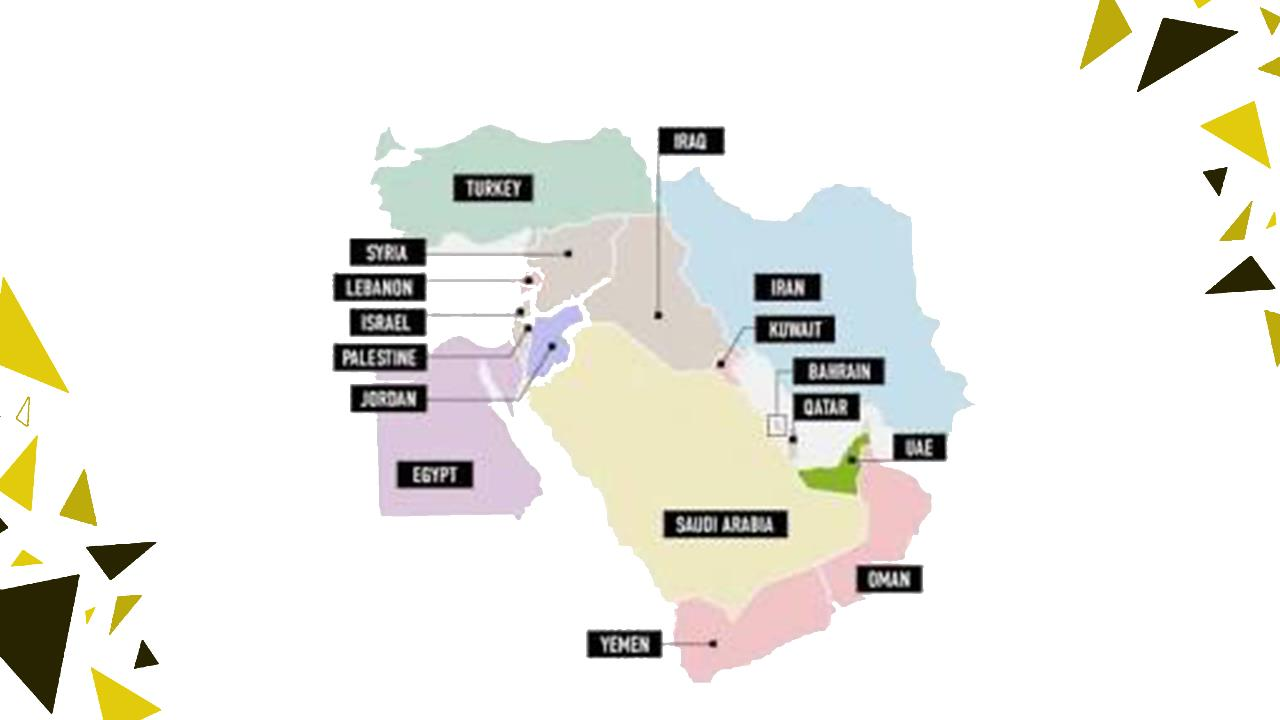 IRAQ
TURKEY
SYRIA
LEBANON
IRAN
ISRAEL
KUWAIT
PALESTINE
BAHRAIN
JORDAN
QATAR
UAE
EGYPT
SAUDI ARABIA
OMAN
YEMEN